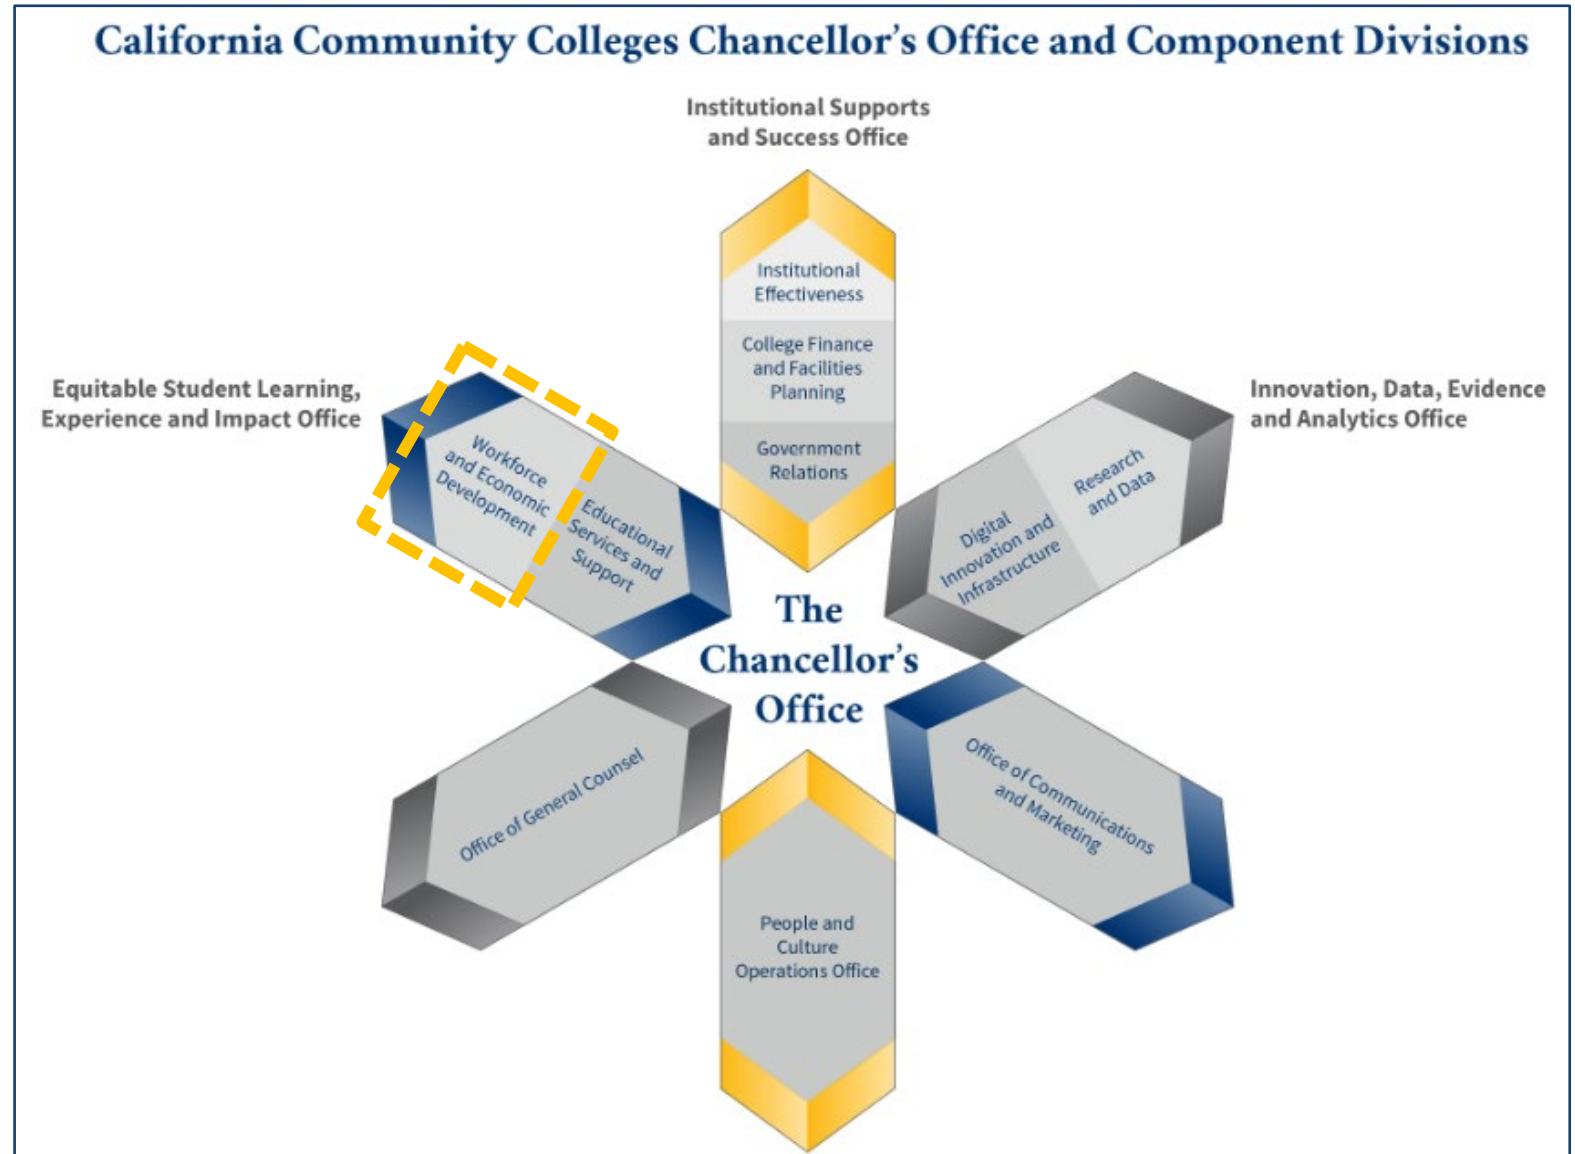 California Community Colleges Chancellor’s Office and Component Divisions
Institutional Supports
and Success Office
Institutional
Effectiveness
College Finance
and Facilities
Planning
Government
Relations
Equitable Student Learning,
Experience and Impact Office
Workforce
and Economic
Development
Educational
Services and
Support
Innovation, Data, Evidence
and Analytics Office
Digital
Innovation and
Infrastructure
Research
and Data
The
Chancellor’s
Office
Office of General Counsel
Office of Communications
and Marketing
People and
Culture
Operations Office